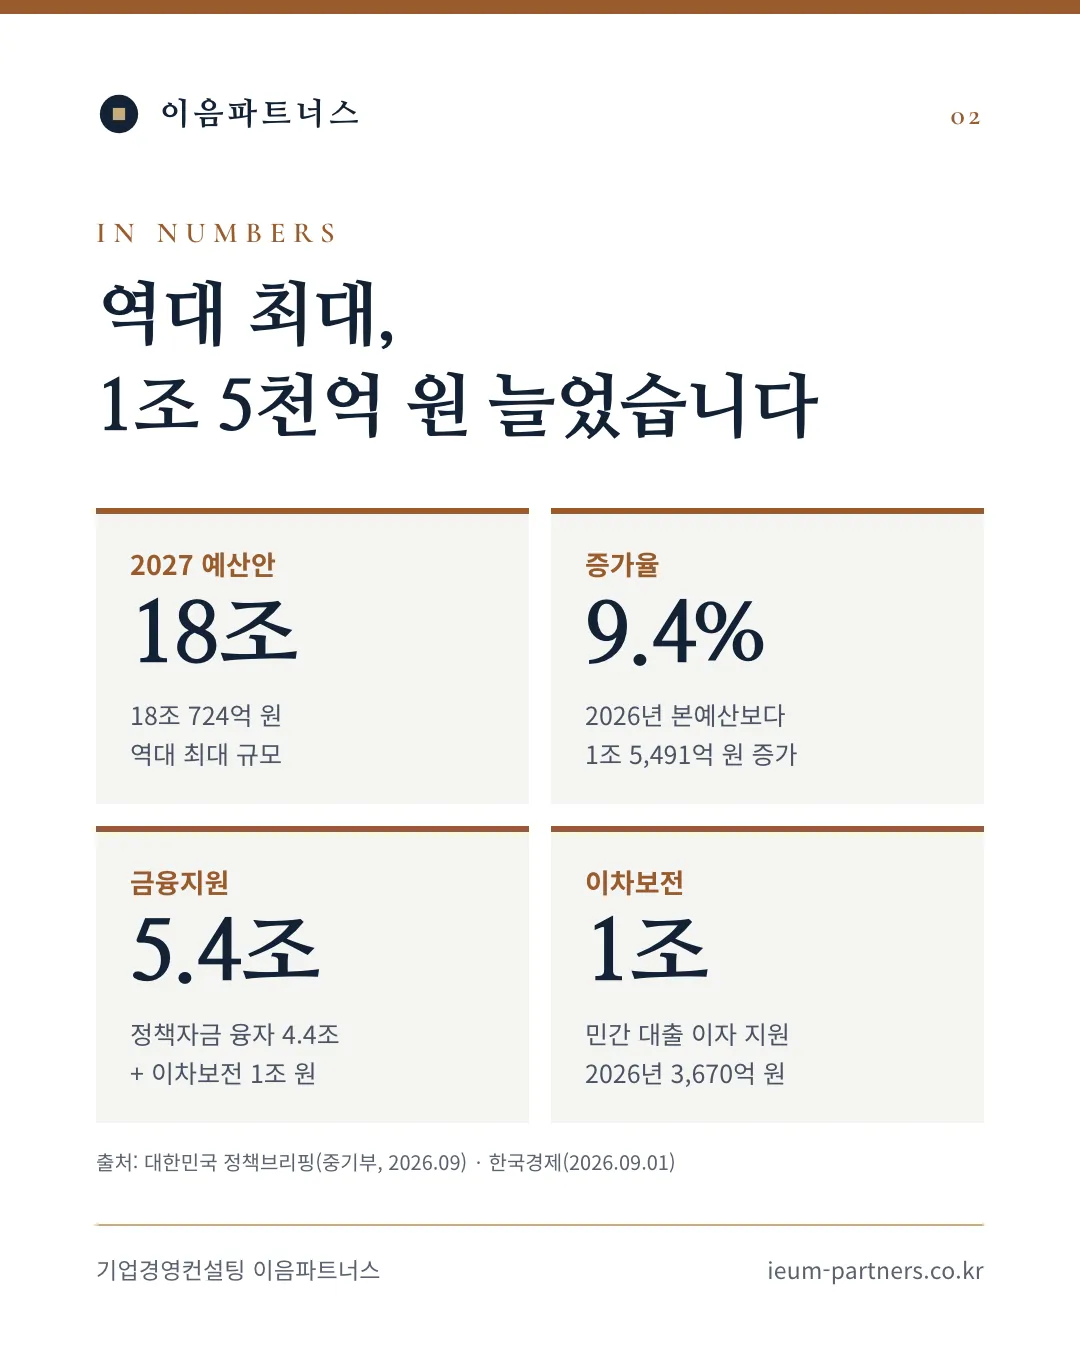 이음파트너스
02
IN NUMBERS
역대 최대,
1조 5천억 원 늘었습니다
2027 예산안
18조
18조 724억 원
역대 최대 규모
증가율
9.4%
2026년 본예산보다
1조 5,491억 원 증가
금융지원
5.4조
정책자금 융자 4.4조
+ 이차보전 1조 원
이차보전
1조
민간 대출 이자 지원
2026년 3,670억 원
출처: 대한민국 정책브리핑(중기부, 2026.09) · 한국경제(2026.09.01)
기업경영컨설팅 이음파트너스
ieum-partners.co.kr